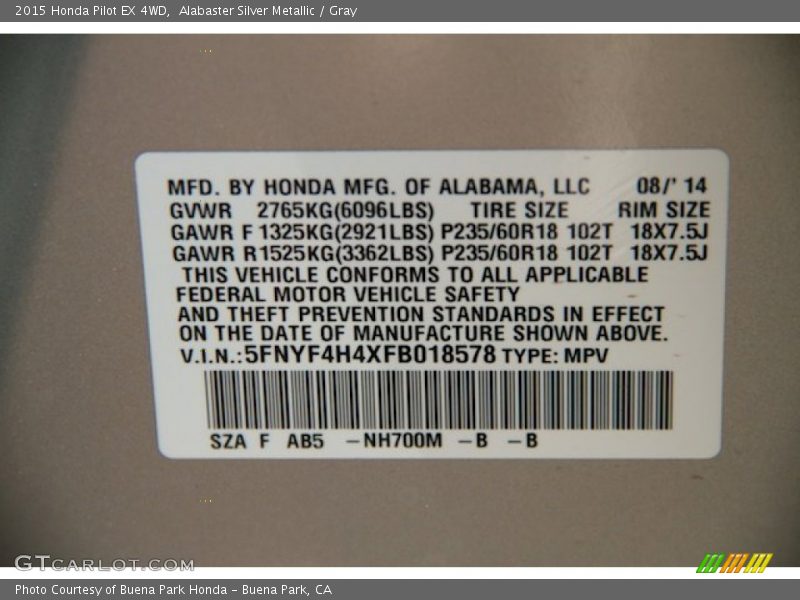 2015 Honda Pilot EX 4WD, Alabaster Silver Metallic / Gray
MFD. BY HONDA MFG. OF ALABAMA, LLC 08/' 14
GVWR 2765KG(6096LBS) TIRE SIZE RIM SIZE
GAWR F 1325KG(2921LBS) P235/60R18 102T 18X7.5J
GAWR R 1525KG(3362LBS) P235/60R18 102T 18X7.5J
THIS VEHICLE CONFORMS TO ALL APPLICABLE
FEDERAL MOTOR VEHICLE SAFETY
AND THEFT PREVENTION STANDARDS IN EFFECT
ON THE DATE OF MANUFACTURE SHOWN ABOVE.
V.I.N.: 5FNYF4H4XFB018578 TYPE: MPV
SZA F AB5 -NH700M -B -B
GTCARLOT.COM
Photo Courtesy of Buena Park Honda - Buena Park, CA